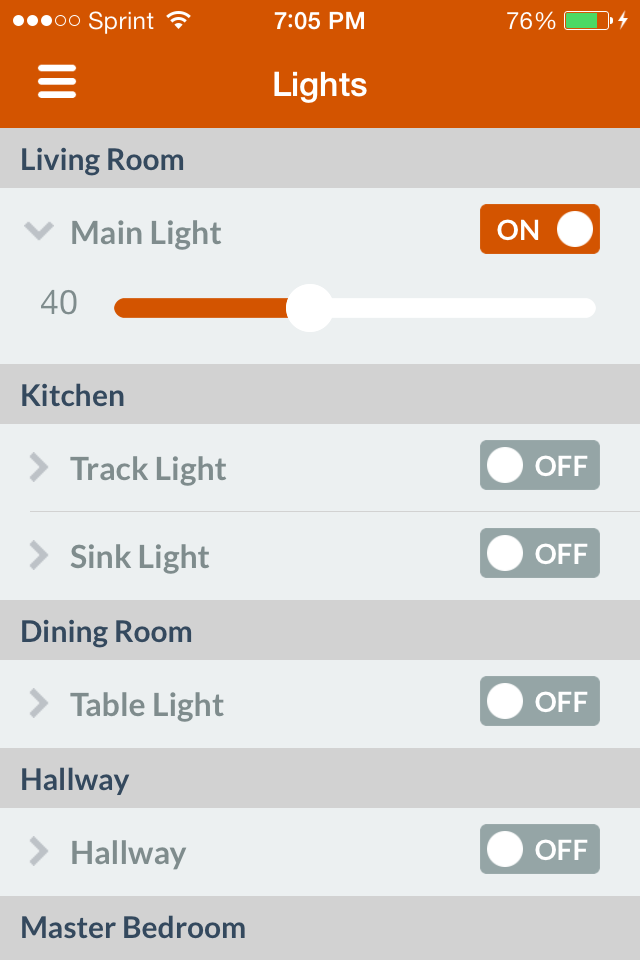 Sprint 7:05 PM 76%
Lights
Living Room
Main Light ON
40
Kitchen
Track Light OFF
Sink Light OFF
Dining Room
Table Light OFF
Hallway
Hallway OFF
Master Bedroom